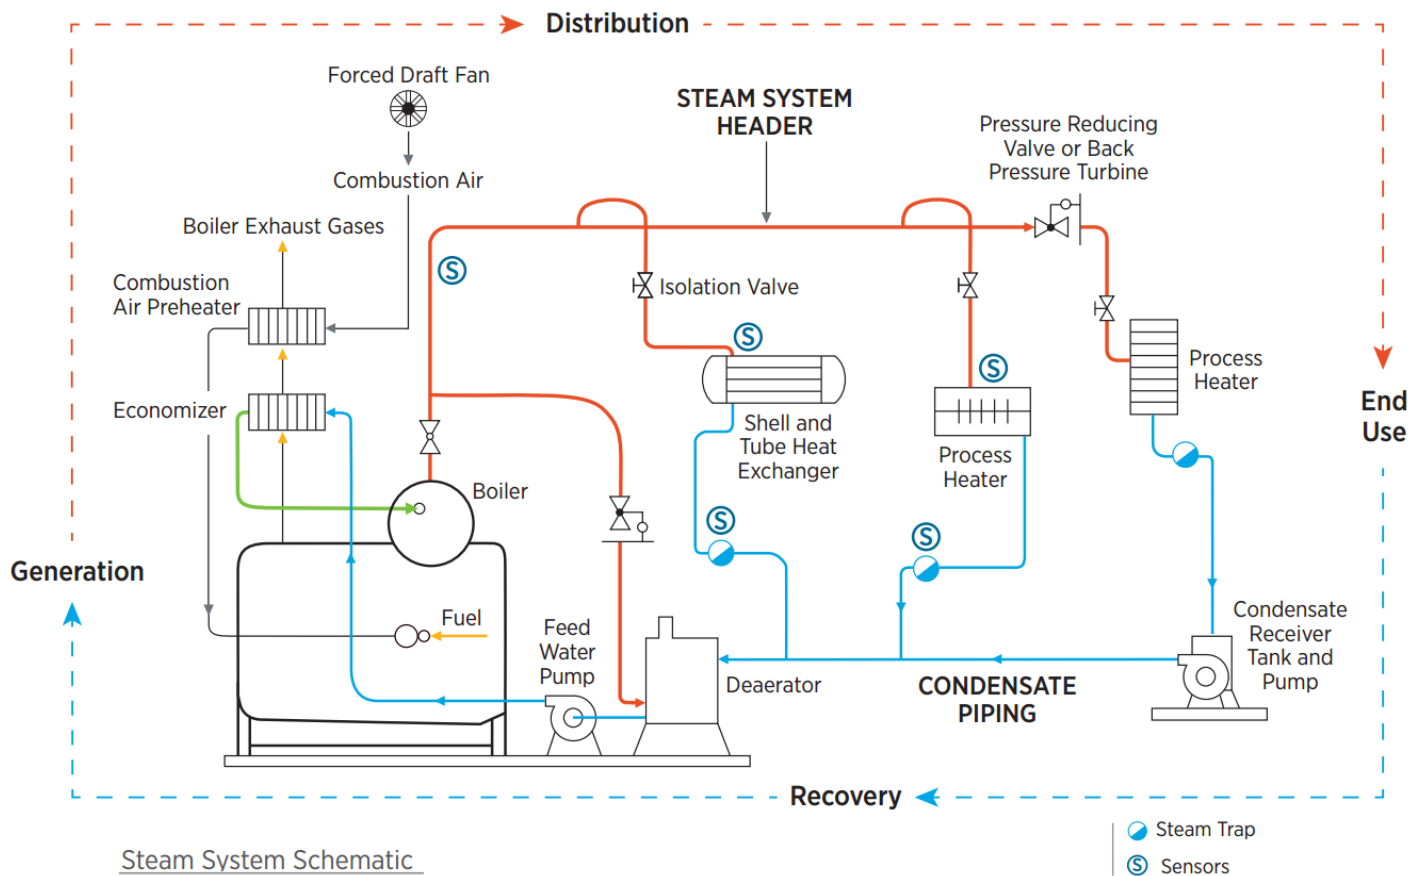 Distribution
Forced Draft Fan
STEAM SYSTEM
HEADER
Pressure Reducing
Valve or Back
Pressure Turbine
Combustion Air
Boiler Exhaust Gases
S
Combustion
Air Preheater
Isolation Valve
S
S
Process
Heater
Economizer
End
Use
Shell and
Tube Heat
Exchanger
Process
Heater
Boiler
S
S
Generation
Fuel
Feed
Water
Pump
Condensate
Receiver
Tank and
Pump
Deaerator
CONDENSATE
PIPING
Recovery
Steam System Schematic
Steam Trap
S Sensors